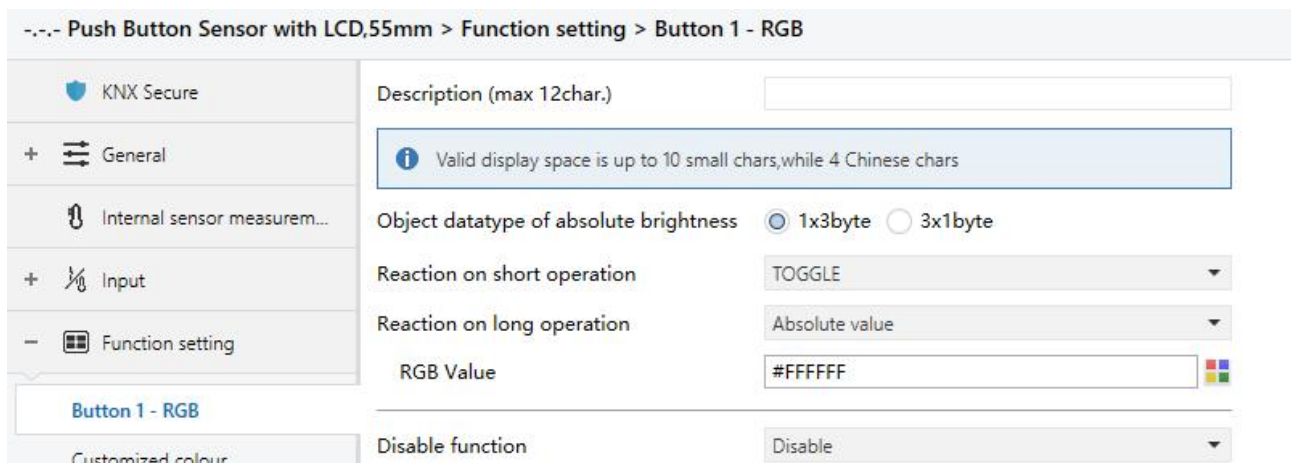 -.-.- Push Button Sensor with LCD,55mm > Function setting > Button 1 - RGB
KNX Secure
+ General
Internal sensor measurem...
+ Input
− Function setting
Button 1 - RGB
Customized colour
Description (max 12char.)
Valid display space is up to 10 small chars,while 4 Chinese chars
Object datatype of absolute brightness 1x3byte 3x1byte
Reaction on short operation TOGGLE
Reaction on long operation Absolute value
RGB Value #FFFFFF
Disable function Disable